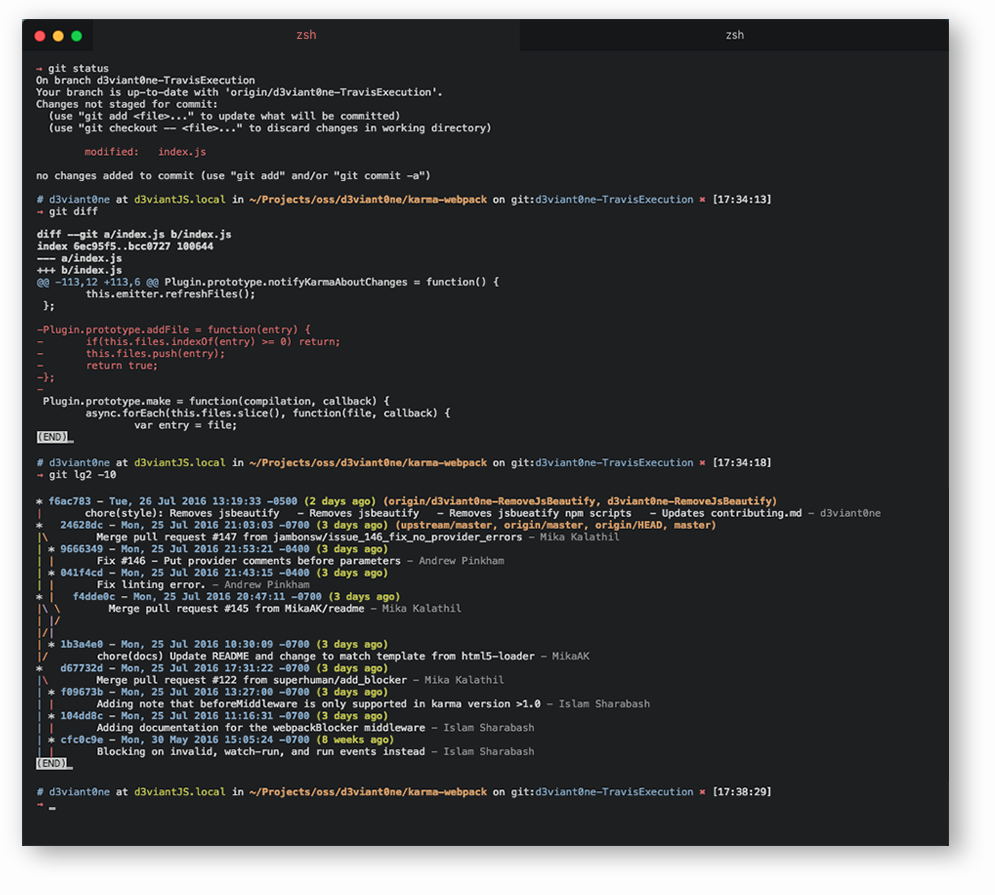 zsh
zsh
→ git status
On branch d3viant0ne-TravisExecution
Your branch is up-to-date with 'origin/d3viant0ne-TravisExecution'.
Changes not staged for commit:
  (use "git add <file>..." to update what will be committed)
  (use "git checkout -- <file>..." to discard changes in working directory)
        modified:   index.js
no changes added to commit (use "git add" and/or "git commit -a")
# d3viant0ne at d3viantJS.local in ~/Projects/oss/d3viant0ne/karma-webpack on git:d3viant0ne-TravisExecution ✖ [17:34:13]
→ git diff
diff --git a/index.js b/index.js
index 6ec95f5..bcc0727 100644
--- a/index.js
+++ b/index.js
@@ -113,12 +113,6 @@ Plugin.prototype.notifyKarmaAboutChanges = function() {
        this.emitter.refreshFiles();
 };
-Plugin.prototype.addFile = function(entry) {
-       if(this.files.indexOf(entry) >= 0) return;
-       this.files.push(entry);
-       return true;
-};
-
 Plugin.prototype.make = function(compilation, callback) {
        async.forEach(this.files.slice(), function(file, callback) {
                var entry = file;
(END)_
# d3viant0ne at d3viantJS.local in ~/Projects/oss/d3viant0ne/karma-webpack on git:d3viant0ne-TravisExecution ✖ [17:34:18]
→ git lg2 -10
* f6ac783 - Tue, 26 Jul 2016 13:19:33 -0500 (2 days ago) (origin/d3viant0ne-RemoveJsBeautify, d3viant0ne-RemoveJsBeautify)
|       chore(style): Removes jsbeautify   - Removes jsbeautify   - Removes jsbueatify npm scripts   - Updates contributing.md - d3viant0ne
*   24628dc - Mon, 25 Jul 2016 21:03:03 -0700 (3 days ago) (upstream/master, origin/master, origin/HEAD, master)
|\        Merge pull request #147 from jambonsw/issue_146_fix_no_provider_errors - Mika Kalathil
| * 9666349 - Mon, 25 Jul 2016 21:53:21 -0400 (3 days ago)
| |       Fix #146 - Put provider comments before parameters - Andrew Pinkham
| * 041f4cd - Mon, 25 Jul 2016 21:43:15 -0400 (3 days ago)
| |       Fix linting error. - Andrew Pinkham
* |   f4dde0c - Mon, 25 Jul 2016 20:47:11 -0700 (3 days ago)
|\ \        Merge pull request #145 from MikaAK/readme - Mika Kalathil
| |/
|/|
| * 1b3a4e0 - Mon, 25 Jul 2016 10:30:09 -0700 (3 days ago)
|/        chore(docs) Update README and change to match template from html5-loader - MikaAK
*   d67732d - Mon, 25 Jul 2016 17:31:22 -0700 (3 days ago)
|\        Merge pull request #122 from superhuman/add_blocker - Mika Kalathil
| * f09673b - Mon, 25 Jul 2016 13:27:00 -0700 (3 days ago)
| |       Adding note that beforeMiddleware is only supported in karma version >1.0 - Islam Sharabash
| * 104dd8c - Mon, 25 Jul 2016 11:16:31 -0700 (3 days ago)
| |       Adding documentation for the webpackBlocker middleware - Islam Sharabash
| * cfc0c9e - Mon, 30 May 2016 15:05:24 -0700 (8 weeks ago)
| |       Blocking on invalid, watch-run, and run events instead - Islam Sharabash
(END)_
# d3viant0ne at d3viantJS.local in ~/Projects/oss/d3viant0ne/karma-webpack on git:d3viant0ne-TravisExecution ✖ [17:38:29]
→ _